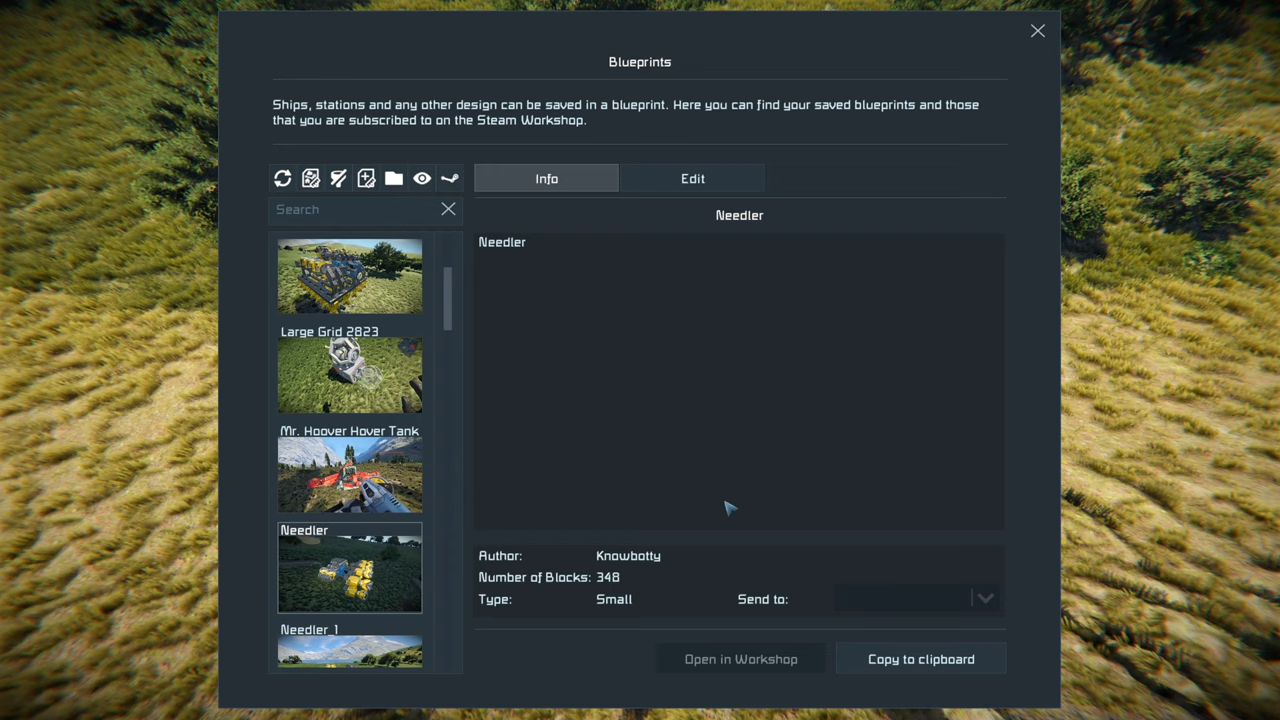 Blueprints
Ships, stations and any other design can be saved in a blueprint. Here you can find your saved blueprints and those
that you are subscribed to on the Steam Workshop.
Info
Edit
Search
Needler
Needler
Large Grid 2823
Mr. Hoover Hover Tank
Needler
Needler_1
Author: Knowbotty
Number of Blocks: 348
Type: Small
Send to:
Open in Workshop
Copy to clipboard